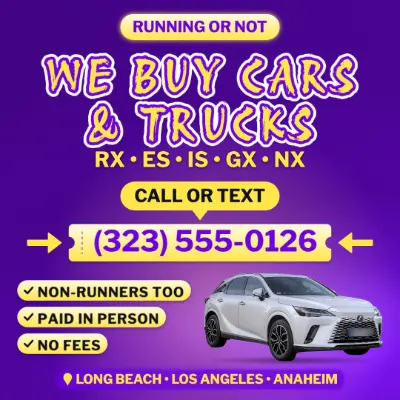 RUNNING OR NOT
WE BUY CARS
& TRUCKS
RX • ES • IS • GX • NX
CALL OR TEXT
(323) 555-0126
NON-RUNNERS TOO
PAID IN PERSON
NO FEES
LONG BEACH • LOS ANGELES • ANAHEIM